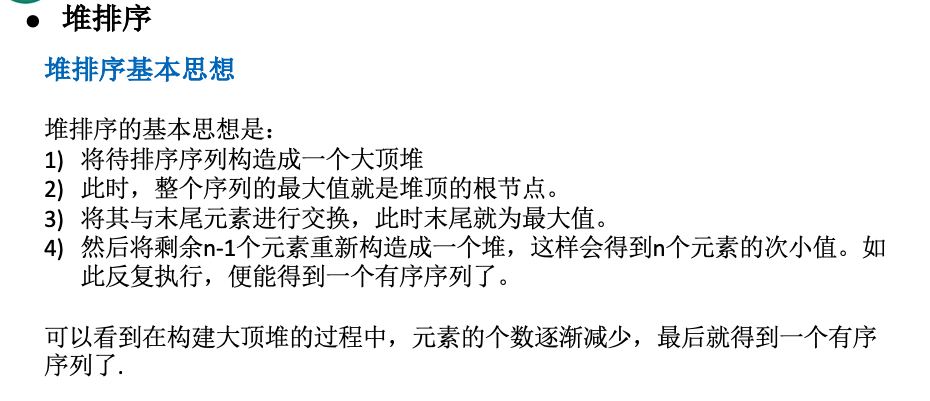 • 堆排序
堆排序基本思想
堆排序的基本思想是：
1) 将待排序序列构造成一个大顶堆
2) 此时，整个序列的最大值就是堆顶的根节点。
3) 将其与末尾元素进行交换，此时末尾就为最大值。
4) 然后将剩余n-1个元素重新构造成一个堆，这样会得到n个元素的次小值。如
此反复执行，便能得到一个有序序列了。
可以看到在构建大顶堆的过程中，元素的个数逐渐减少，最后就得到一个有序
序列了.